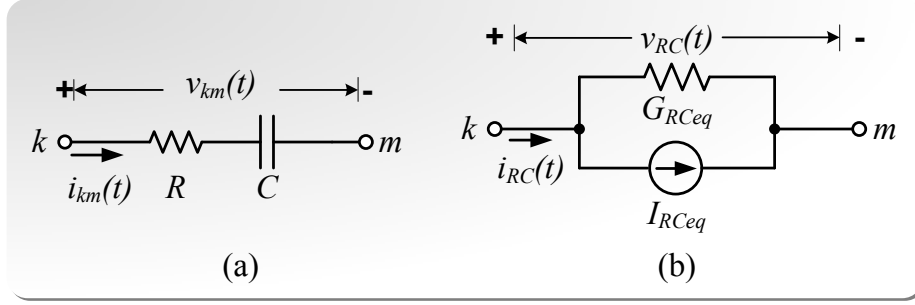 + v_km(t) -
k m
i_km(t) R C
(a)
+ v_RC(t) -
G_RCeq
k m
i_RC(t)
I_RCeq
(b)